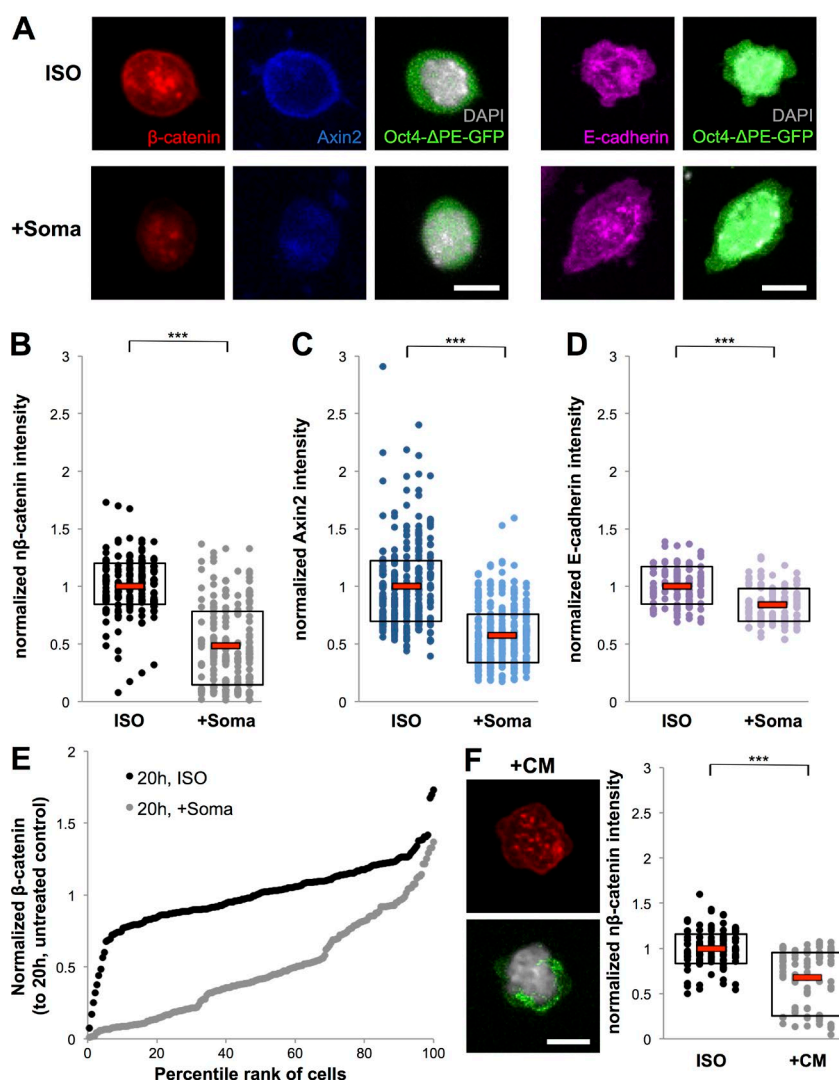 A
ISO
β-catenin
Axin2
DAPI
Oct4-ΔPE-GFP
E-cadherin
DAPI
Oct4-ΔPE-GFP
+Soma
B
normalized nβ-catenin intensity
3
2.5
2
1.5
1
0.5
0
***
ISO
+Soma
C
normalized Axin2 intensity
3
2.5
2
1.5
1
0.5
0
***
ISO
+Soma
D
normalized E-cadherin intensity
3
2.5
2
1.5
1
0.5
0
***
ISO
+Soma
E
Normalized β-catenin
(to 20h, untreated control)
2
1.5
1
0.5
0
20h, ISO
20h, +Soma
0
20
40
60
80
100
Percentile rank of cells
F
+CM
normalized nβ-catenin intensity
3
2.5
2
1.5
1
0.5
0
***
ISO
+CM